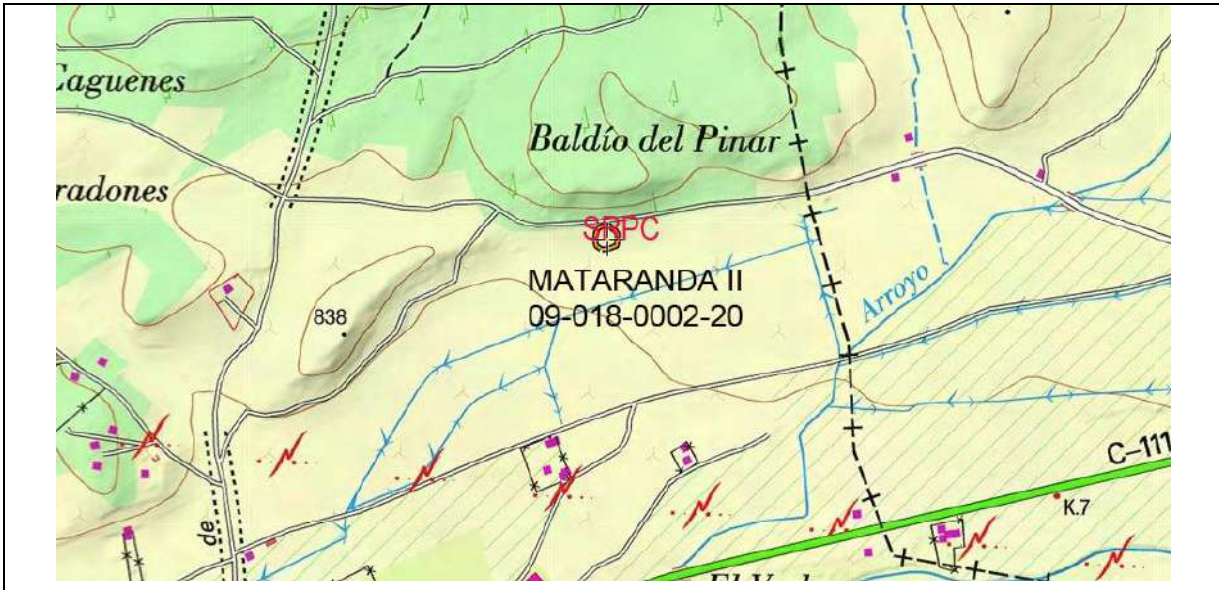 Caguenes
Baldío del Pinar
radones
SRPC
MATARANDA II
09-018-0002-20
838
Arroyo
C-111
K.7
de